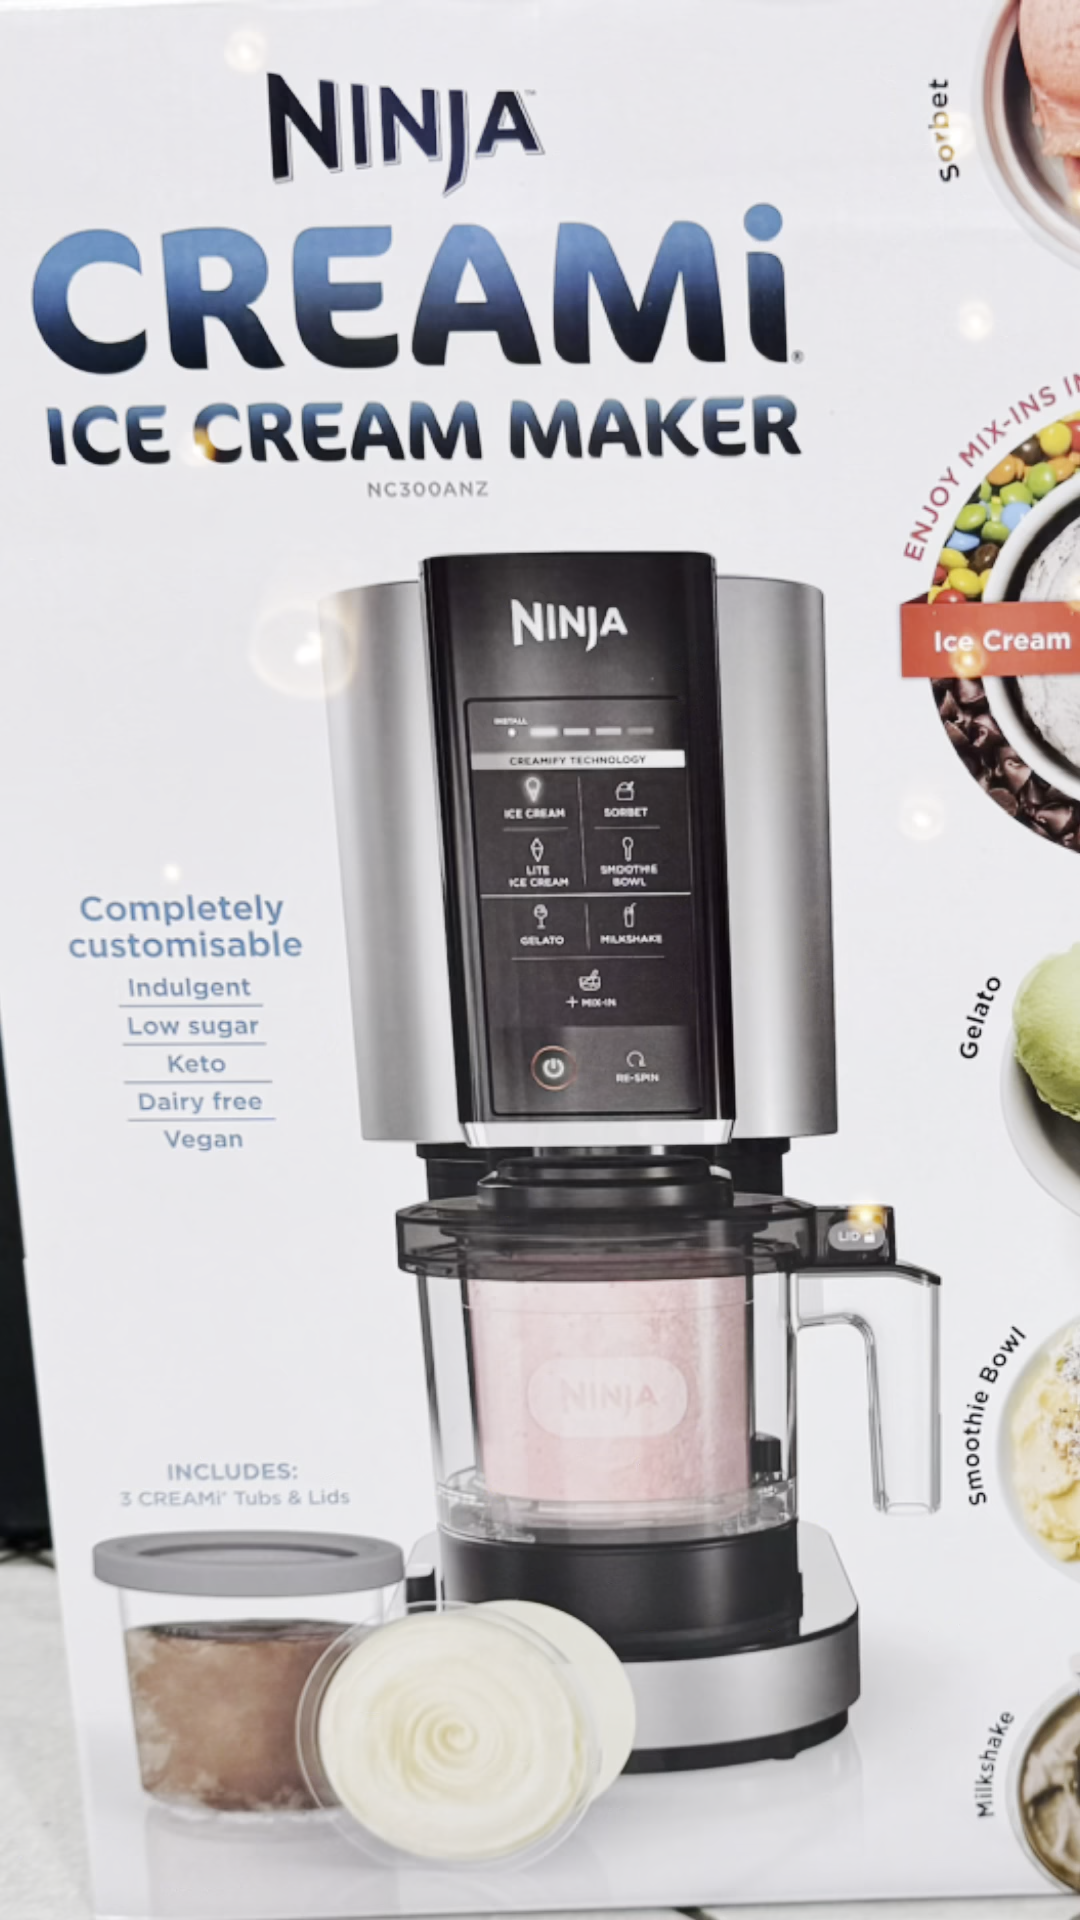 NINJA™
CREAMi®
ICE CREAM MAKER
NC300ANZ
NINJA
INSTALL
CREAMIFY TECHNOLOGY
ICE CREAM
SORBET
LITE
ICE CREAM
SMOOTHIE
BOWL
GELATO
MILKSHAKE
+ MIX-IN
RE-SPIN
LID
NINJA
Completely
customisable
Indulgent
Low sugar
Keto
Dairy free
Vegan
INCLUDES:
3 CREAMi® Tubs & Lids
Sorbet
ENJOY MIX-INS
Ice Cream
Gelato
Smoothie Bowl
Milkshake